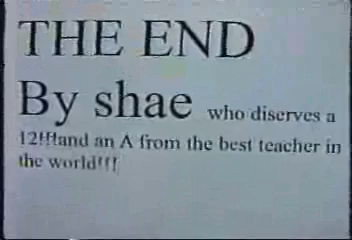 THE END
By shae who diserves a
12!!!and an A from the best teacher in
the world!!!